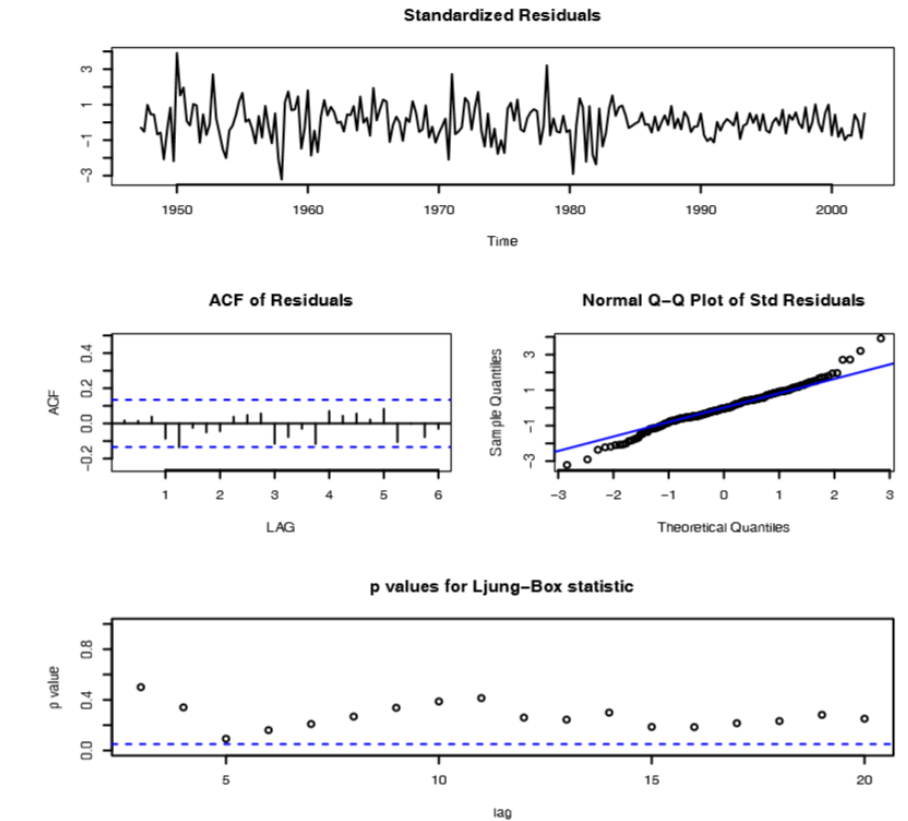 Standardized Residuals
3
1
−1
−3
1950 1960 1970 1980 1990 2000
Time
ACF of Residuals
ACF
0.4
0.2
0.0
−0.2
1 2 3 4 5 6
LAG
Normal Q−Q Plot of Std Residuals
Sample Quantiles
3
1
−1
−3
−3 −2 −1 0 1 2 3
Theoretical Quantiles
p values for Ljung−Box statistic
p value
0.8
0.4
0.0
5 10 15 20
lag